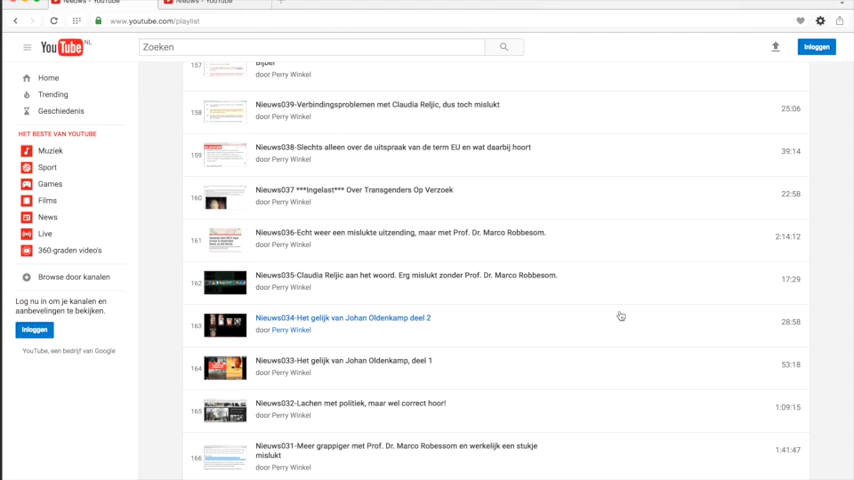 Nieuws - YouTube
Nieuws - YouTube
www.youtube.com/playlist
YouTube NL
Zoeken
Inloggen
Home
Trending
Geschiedenis
HET BESTE VAN YOUTUBE
Muziek
Sport
Games
Films
News
Live
360-graden video's
Browse door kanalen
Log nu in om je kanalen en
aanbevelingen te bekijken.
Inloggen
YouTube, een bedrijf van Google
157
Bijbel
door Perry Winkel
158
Nieuws039-Verbindingsproblemen met Claudia Reljic, dus toch mislukt
door Perry Winkel
25:06
159
Nieuws038-Slechts alleen over de uitspraak van de term EU en wat daarbij hoort
door Perry Winkel
39:14
160
Nieuws037 ***Ingelast*** Over Transgenders Op Verzoek
door Perry Winkel
22:58
161
Nieuws036-Echt weer een mislukte uitzending, maar met Prof. Dr. Marco Robbesom.
door Perry Winkel
2:14:12
162
Nieuws035-Claudia Reljic aan het woord. Erg mislukt zonder Prof. Dr. Marco Robbesom.
door Perry Winkel
17:29
163
Nieuws034-Het gelijk van Johan Oldenkamp deel 2
door Perry Winkel
28:58
164
Nieuws033-Het gelijk van Johan Oldenkamp, deel 1
door Perry Winkel
53:18
165
Nieuws032-Lachen met politiek, maar wel correct hoor!
door Perry Winkel
1:09:15
166
Nieuws031-Meer grappiger met Prof. Dr. Marco Robessom en werkelijk een stukje
mislukt
door Perry Winkel
1:41:47